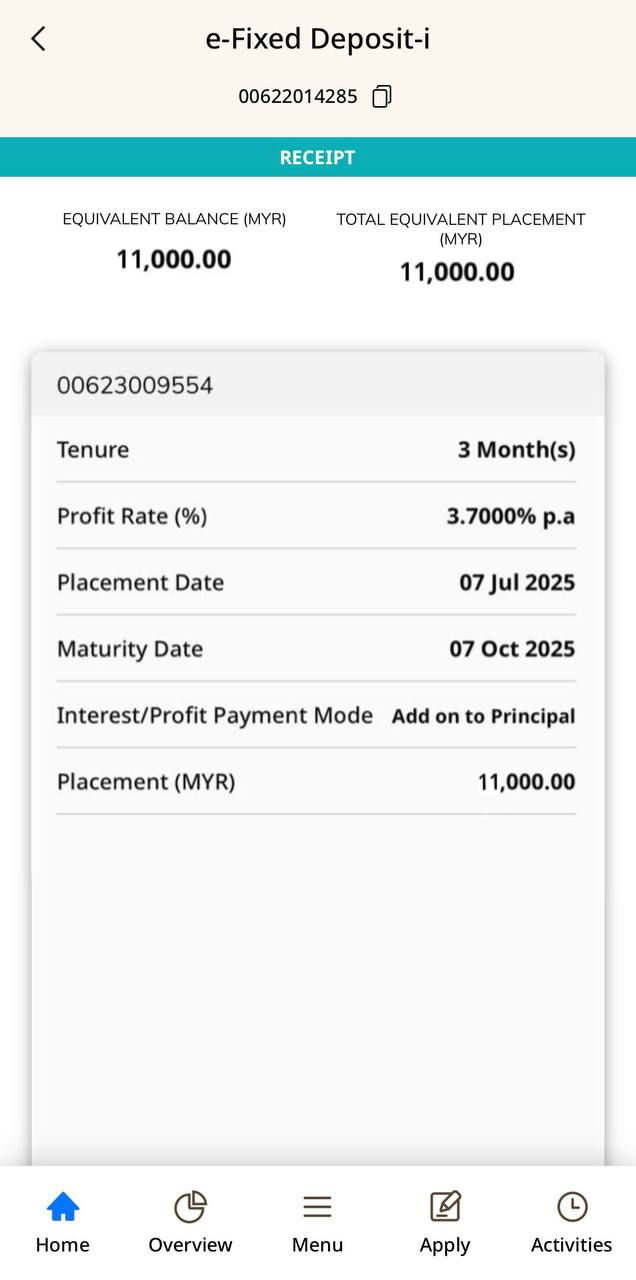 e-Fixed Deposit-i
00622014285
RECEIPT
EQUIVALENT BALANCE (MYR)
11,000.00
TOTAL EQUIVALENT PLACEMENT
(MYR)
11,000.00
00623009554
Tenure 3 Month(s)
Profit Rate (%) 3.7000% p.a
Placement Date 07 Jul 2025
Maturity Date 07 Oct 2025
Interest/Profit Payment Mode Add on to Principal
Placement (MYR) 11,000.00
Home Overview Menu Apply Activities